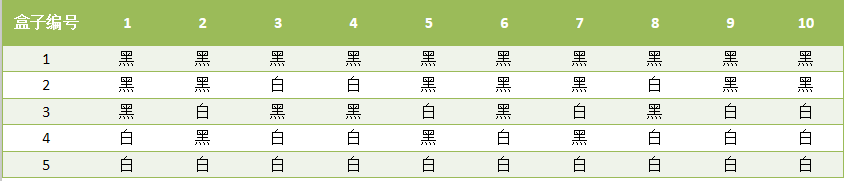 盒子编号 1 2 3 4 5 6 7 8 9 10
1 黑 黑 黑 黑 黑 黑 黑 黑 黑 黑
2 黑 黑 白 白 黑 黑 黑 白 黑 黑
3 黑 白 黑 黑 白 黑 白 黑 白 白
4 白 黑 白 白 黑 白 黑 白 白 白
5 白 白 白 白 白 白 白 白 白 白